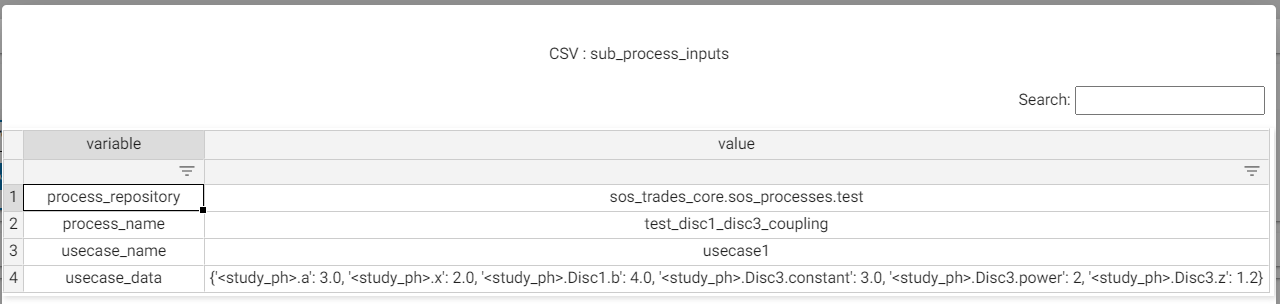 CSV : sub_process_inputs
Search:
variable value
1 process_repository sos_trades_core.sos_processes.test
2 process_name test_disc1_disc3_coupling
3 usecase_name usecase1
4 usecase_data {'<study_ph>.a': 3.0, '<study_ph>.x': 2.0, '<study_ph>.Disc1.b': 4.0, '<study_ph>.Disc3.constant': 3.0, '<study_ph>.Disc3.power': 2, '<study_ph>.Disc3.z': 1.2}